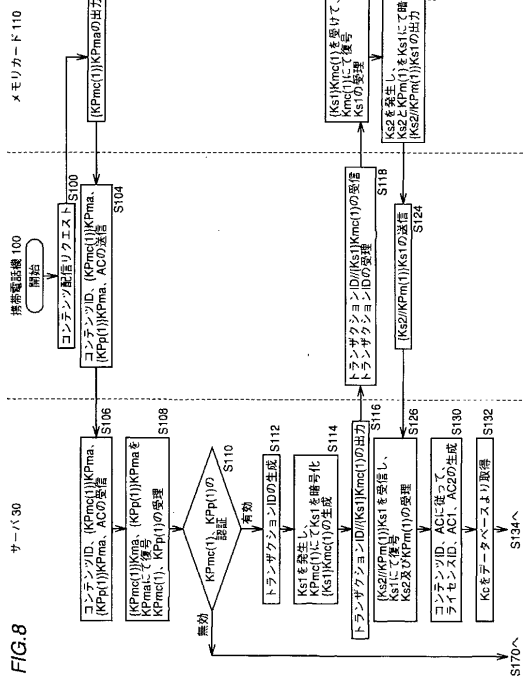 FIG.8
サーバ30
携帯電話機 100
メモリカード 110
開始
コンテンツ配信リクエスト
S100
{KPmc(1)}KPmaの出力
コンテンツID、{KPmc(1)}KPma、
{KPp(1)}KPma、ACの送信
S104
コンテンツID、{KPmc(1)}KPma、
{KPp(1)}KPma、ACの受信
S106
{KPmc(1)}Kma、{KPp(1)}KPmaを
KPmaにて復号
KPmc(1)、KPp(1)の受理
S108
KPmc(1)、KPp(1)の
認証
S110
無効
有効
トランザクションIDの生成
S112
Ks1を発生し、
KPmc(1)にてKs1を暗号化
{Ks1}Kmc(1)の生成
S114
トランザクションID//{Ks1}Kmc(1)の出力
S116
トランザクションID//{Ks1}Kmc(1)の受信
トランザクションIDの受理
S118
{Ks1}Kmc(1)を受けて、
Kmc(1)にて復号
Ks1の受理
Ks2を発生し、
Ks2とKPm(1)をKs1にて暗
{Ks2//KPm(1)}Ks1の出力
{Ks2//KPm(1)}Ks1の送信
S124
{Ks2//KPm(1)}Ks1を受信し、
Ks1にて復号
Ks2及びKPm(1)の受理
S126
コンテンツID、ACに従って、
ライセンスID、AC1、AC2の生成
S130
Kcをデータベースより取得
S132
S170へ
S134へ